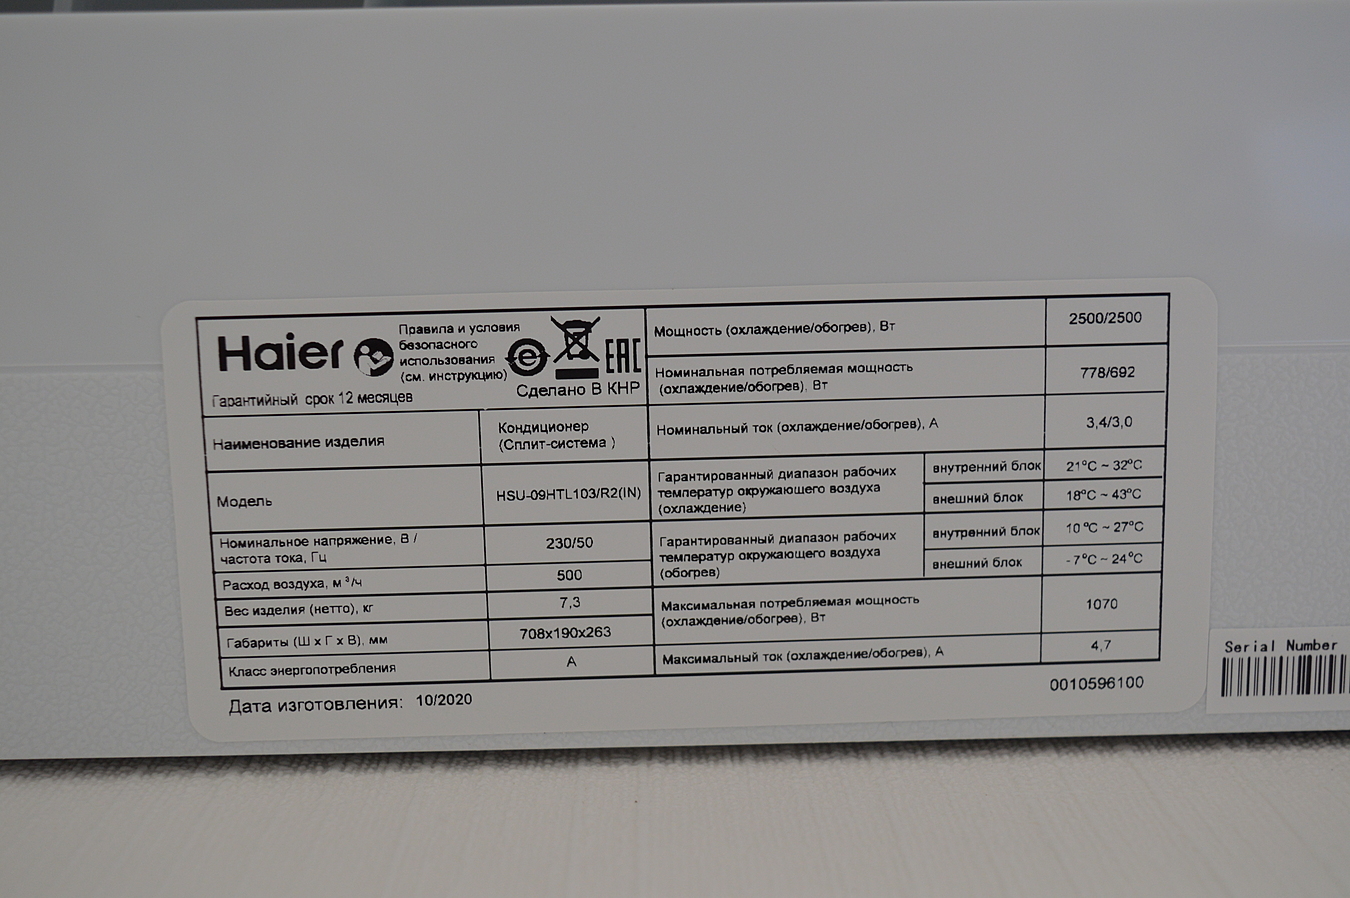 Haier
Правила и условия
безопасного
использования
(см. инструкцию)
e
EAC
Гарантийный срок 12 месяцев
Сделано В КНР
Наименование изделия
Кондиционер
(Сплит-система )
Модель
HSU-09HTL103/R2(IN)
Номинальное напряжение, В /
частота тока, Гц
230/50
Расход воздуха, м³/ч
500
Вес изделия (нетто), кг
7,3
Габариты (Ш х Г х В), мм
708x190x263
Класс энергопотребления
A
Мощность (охлаждение/обогрев), Вт
2500/2500
Номинальная потребляемая мощность
(охлаждение/обогрев), Вт
778/692
Номинальный ток (охлаждение/обогрев), А
3,4/3,0
Гарантированный диапазон рабочих
температур окружающего воздуха
(охлаждение)
внутренний блок
21°C ~ 32°C
внешний блок
18°C ~ 43°C
Гарантированный диапазон рабочих
температур окружающего воздуха
(обогрев)
внутренний блок
10 °C ~ 27°C
внешний блок
-7°C ~ 24°C
Максимальная потребляемая мощность
(охлаждение/обогрев), Вт
1070
Максимальный ток (охлаждение/обогрев), А
4,7
Дата изготовления: 10/2020
0010596100
Serial Number